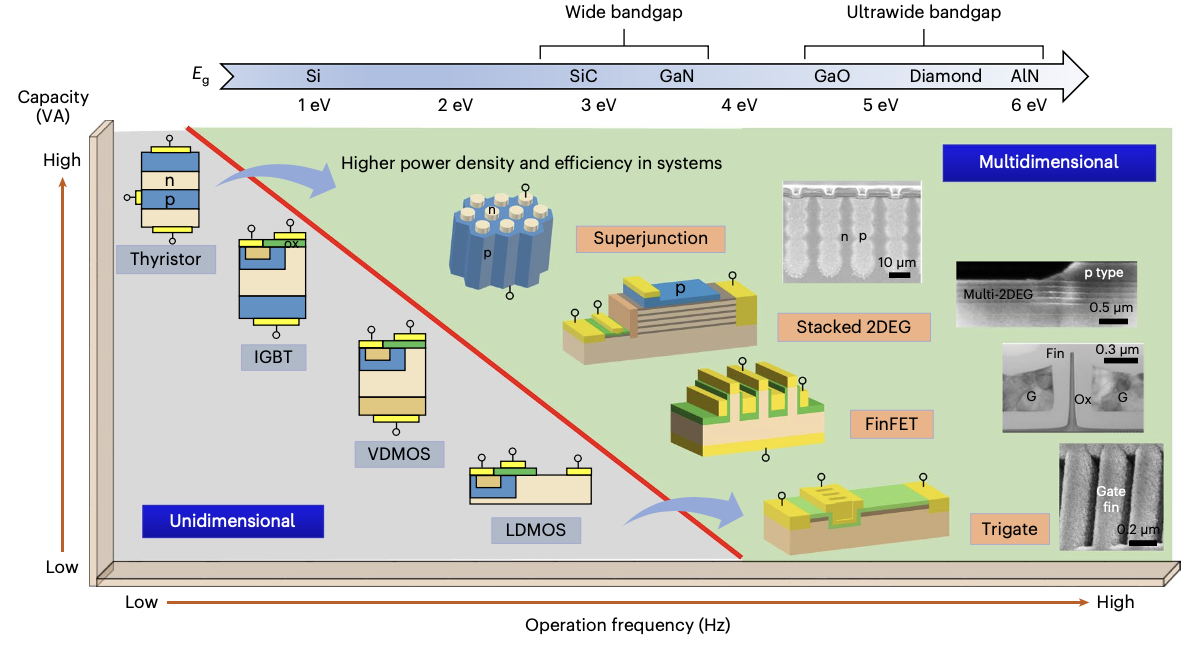 Wide bandgap
Ultrawide bandgap
Eg
Si
SiC
GaN
GaO
Diamond
AlN
1 eV
2 eV
3 eV
4 eV
5 eV
6 eV
Capacity
(VA)
High
Higher power density and efficiency in systems
Multidimensional
n
p
Thyristor
ox
IGBT
VDMOS
LDMOS
Unidimensional
n
p
Superjunction
n p
10 μm
p
Stacked 2DEG
p type
Multi-2DEG
0.5 μm
FinFET
Fin
0.3 μm
G
Ox
G
Trigate
Gate
fin
0.2 μm
Low
Low
High
Operation frequency (Hz)